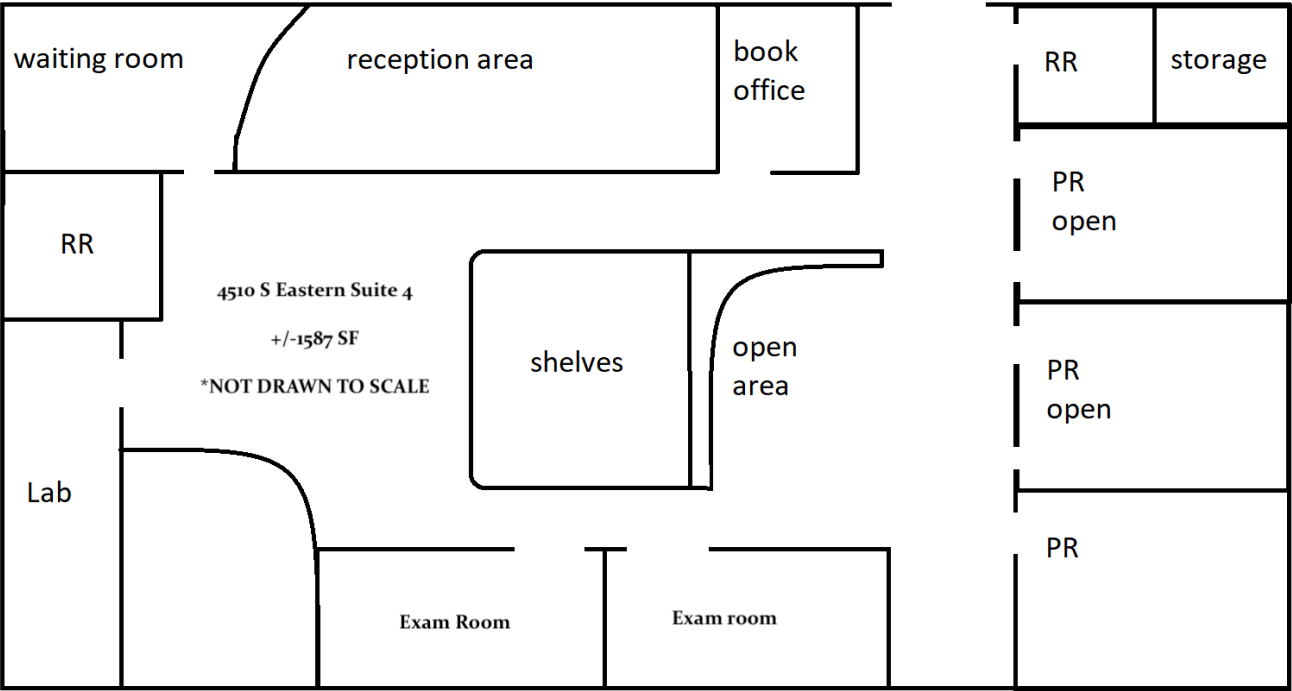 waiting room
reception area
book
office
RR
storage
PR
open
RR
4510 S Eastern Suite 4
+/-1587 SF
*NOT DRAWN TO SCALE
shelves
open
area
PR
open
Lab
PR
Exam Room
Exam room